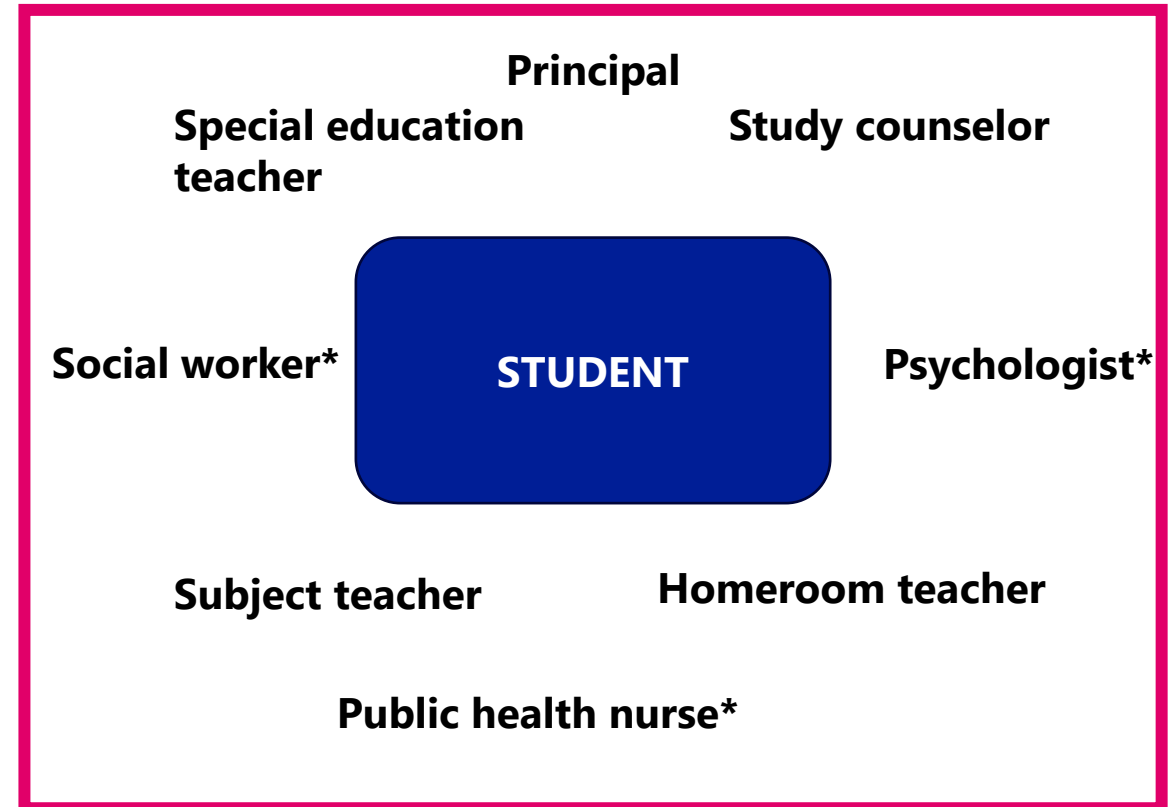 Principal
Special education
teacher
Study counselor
Social worker*
STUDENT
Psychologist*
Subject teacher
Homeroom teacher
Public health nurse*